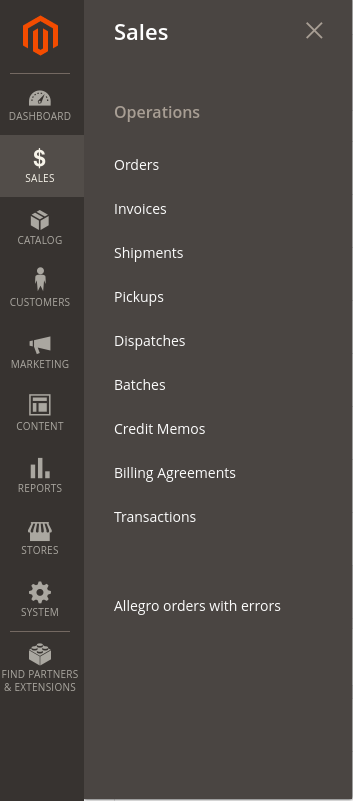 Sales
Operations
Orders
Invoices
Shipments
Pickups
Dispatches
Batches
Credit Memos
Billing Agreements
Transactions
Allegro orders with errors
DASHBOARD
$
SALES
CATALOG
CUSTOMERS
MARKETING
CONTENT
REPORTS
STORES
SYSTEM
FIND PARTNERS
& EXTENSIONS